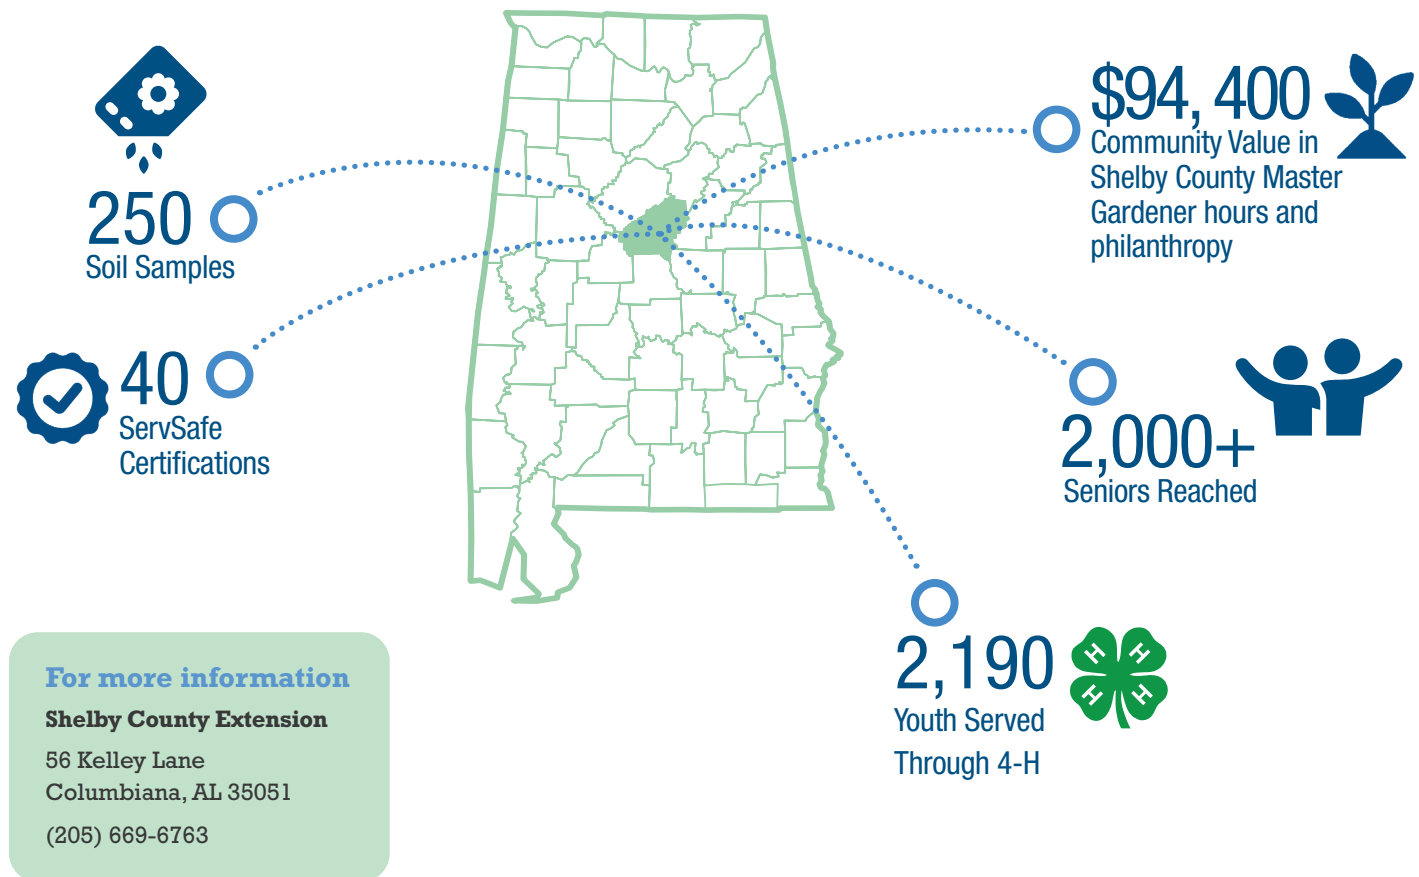 250
Soil Samples
40
ServSafe
Certifications
$94, 400
Community Value in
Shelby County Master
Gardener hours and
philanthropy
2,000+
Seniors Reached
2,190
Youth Served
Through 4-H
H H
H H
For more information
Shelby County Extension
56 Kelley Lane
Columbiana, AL 35051
(205) 669-6763